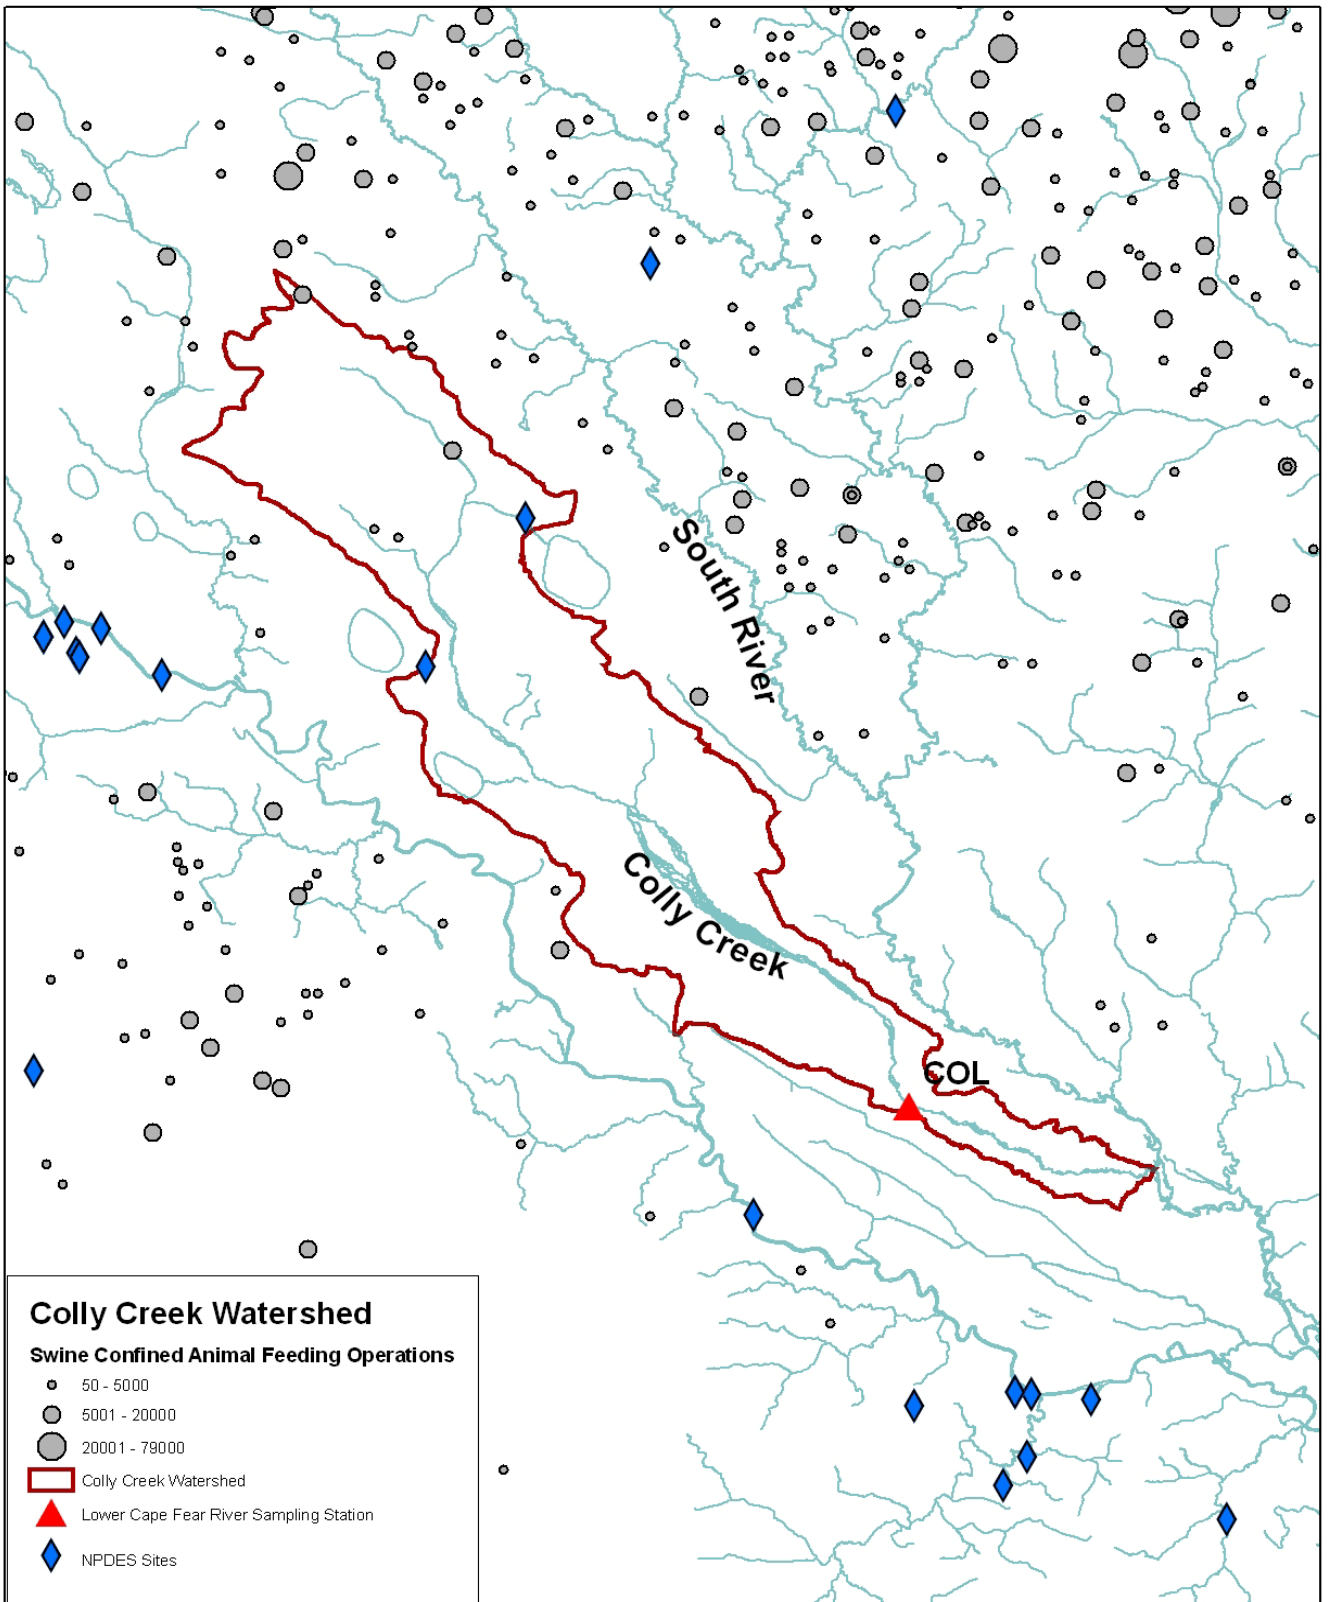 South River
Colly Creek
COL
Colly Creek Watershed
Swine Confined Animal Feeding Operations
50 - 5000
5001 - 20000
20001 - 79000
Colly Creek Watershed
Lower Cape Fear River Sampling Station
NPDES Sites